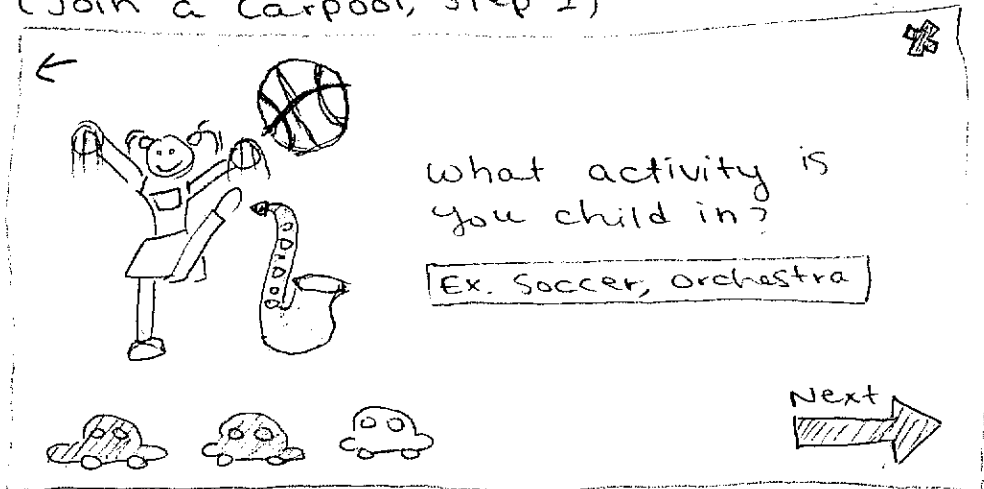 (Join a Carpool, step 1)
What activity is
you child in?
Ex. Soccer, Orchestra
Next